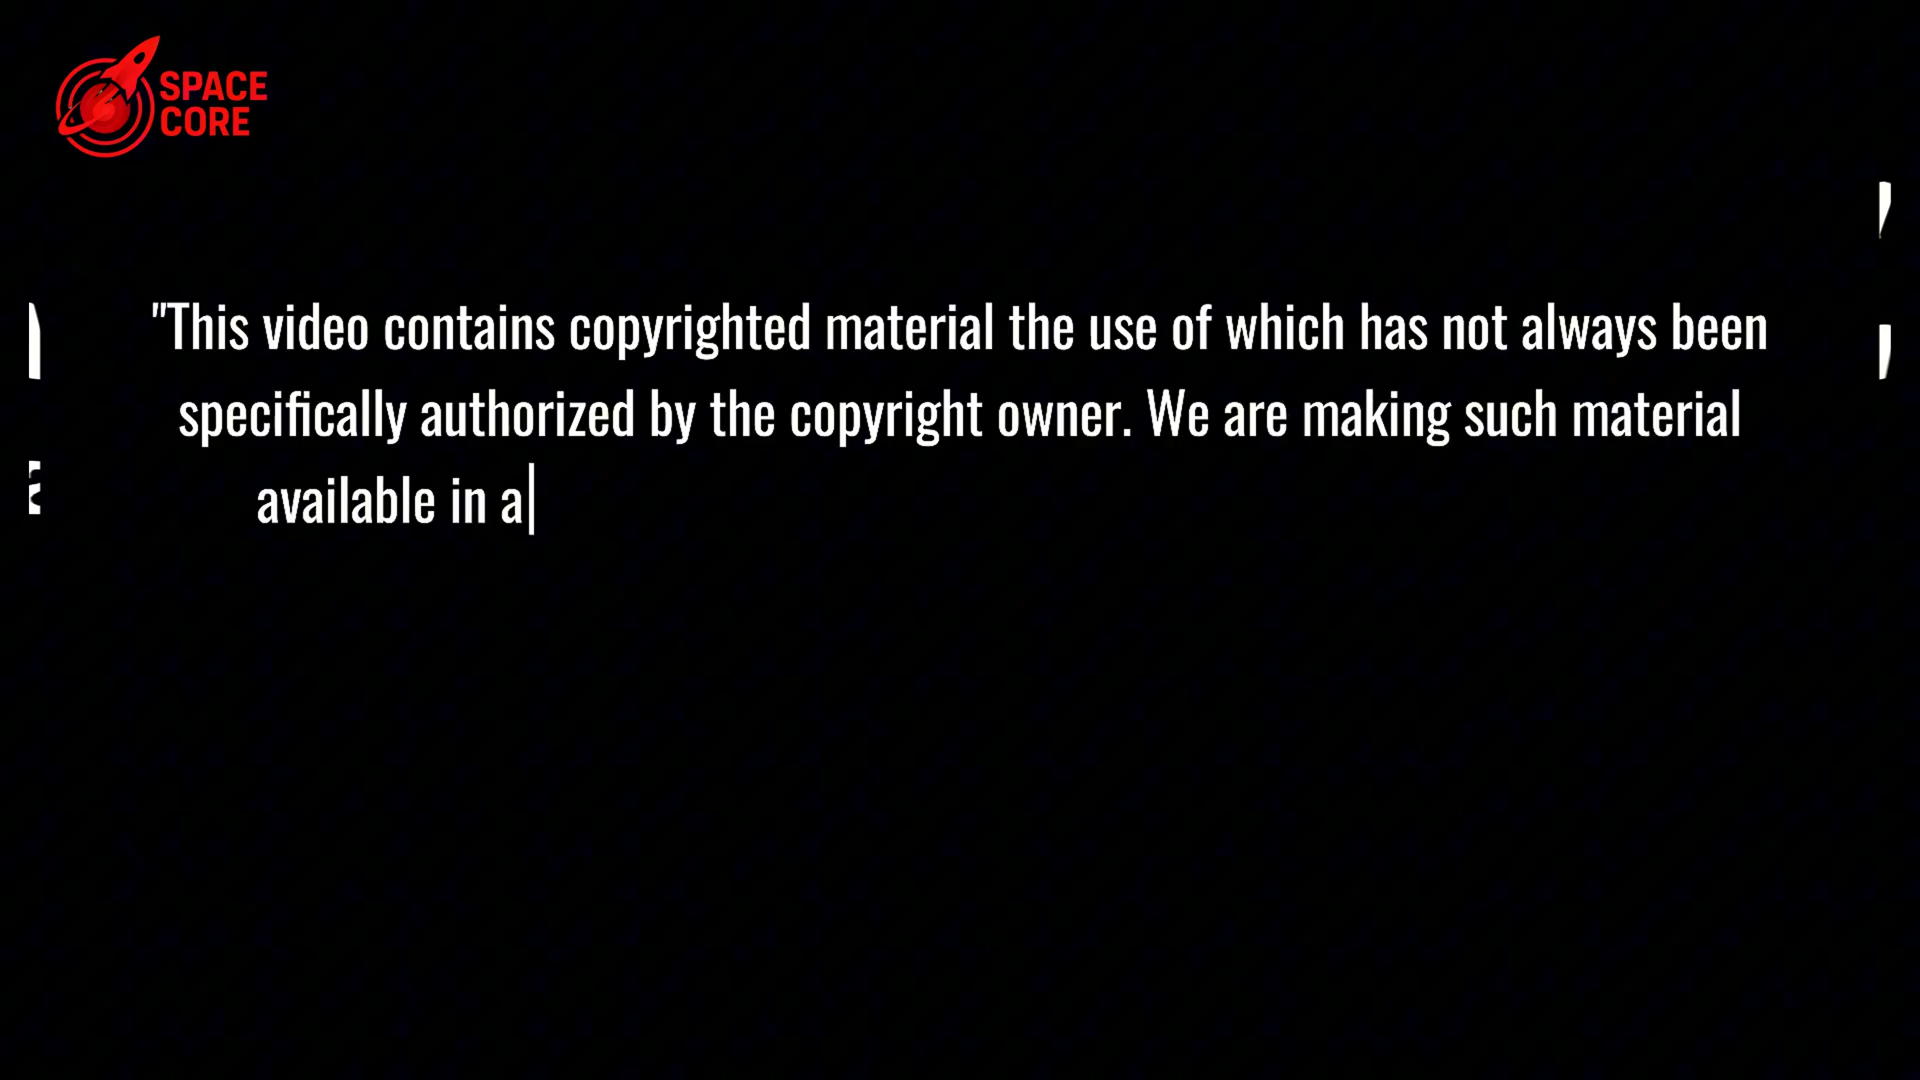 SPACE
CORE
"This video contains copyrighted material the use of which has not always been
specifically authorized by the copyright owner. We are making such material
available in a